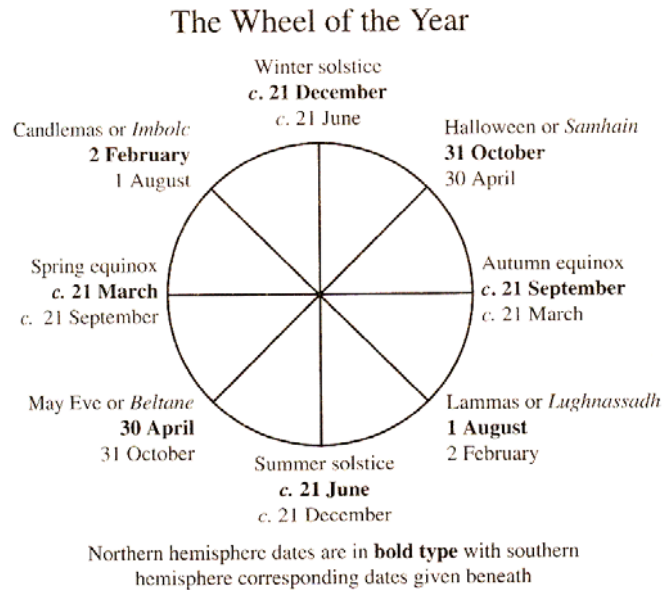 The Wheel of the Year
Winter solstice
c. 21 December
c. 21 June
Candlemas or Imbolc
2 February
1 August
Halloween or Samhain
31 October
30 April
Spring equinox
c. 21 March
c. 21 September
Autumn equinox
c. 21 September
c. 21 March
May Eve or Beltane
30 April
31 October
Lammas or Lughnassadh
1 August
2 February
Summer solstice
c. 21 June
c. 21 December
Northern hemisphere dates are in bold type with southern
hemisphere corresponding dates given beneath